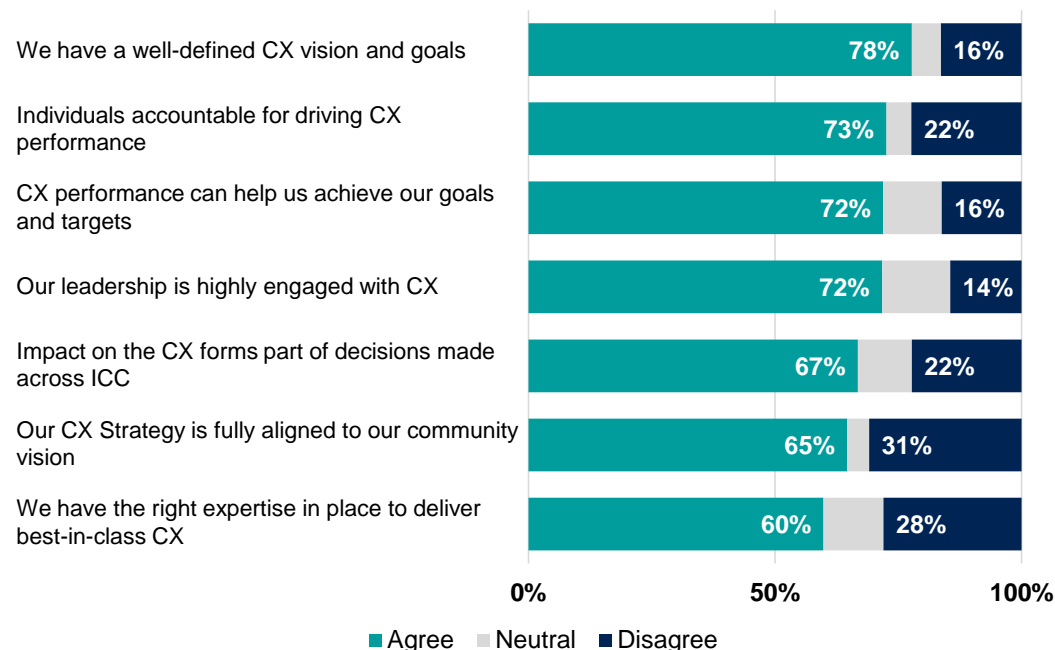 We have a well-defined CX vision and goals
78%
16%
Individuals accountable for driving CX
performance
73%
22%
CX performance can help us achieve our goals
and targets
72%
16%
Our leadership is highly engaged with CX
72%
14%
Impact on the CX forms part of decisions made
across ICC
67%
22%
Our CX Strategy is fully aligned to our community
vision
65%
31%
We have the right expertise in place to deliver
best-in-class CX
60%
28%
0% 50% 100%
Agree Neutral Disagree